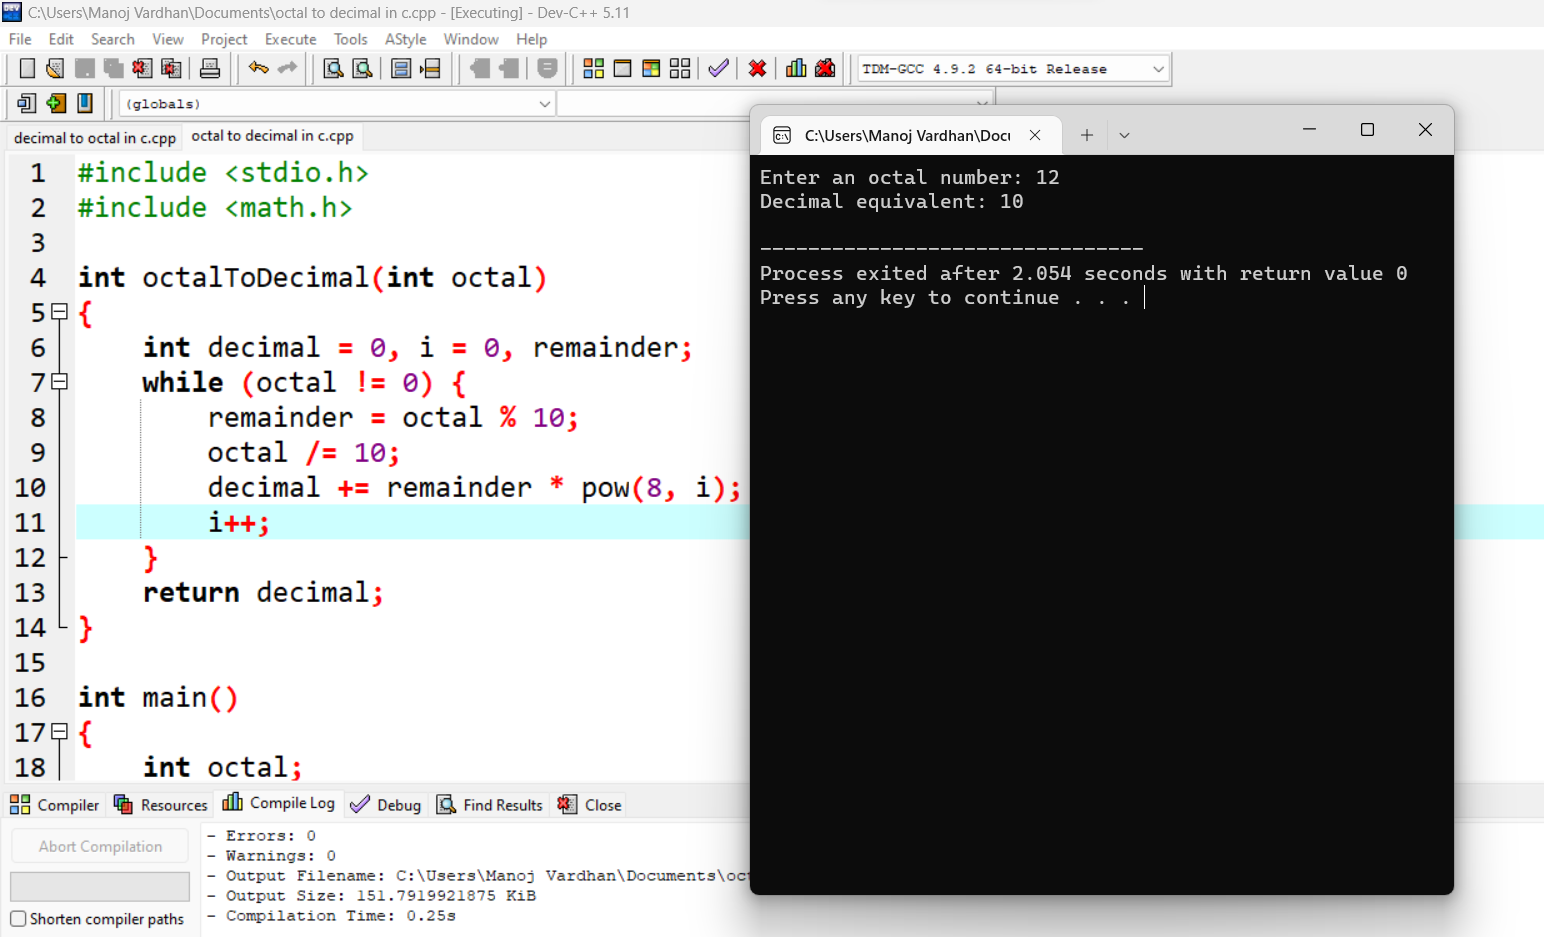 C:\Users\Manoj Vardhan\Documents\octal to decimal in c.cpp - [Executing] - Dev-C++ 5.11
File Edit Search View Project Execute Tools AStyle Window Help
TDM-GCC 4.9.2 64-bit Release
(globals)
decimal to octal in c.cpp octal to decimal in c.cpp
1 #include <stdio.h>
2 #include <math.h>
3
4 int octalToDecimal(int octal)
5 {
6 int decimal = 0, i = 0, remainder;
7 while (octal != 0) {
8 remainder = octal % 10;
9 octal /= 10;
10 decimal += remainder * pow(8, i);
11 i++;
12 }
13 return decimal;
14 }
15
16 int main()
17 {
18 int octal;
C:\Users\Manoj Vardhan\Docu
Enter an octal number: 12
Decimal equivalent: 10
--------------------------------
Process exited after 2.054 seconds with return value 0
Press any key to continue . . .
Compiler Resources Compile Log Debug Find Results Close
Abort Compilation
Shorten compiler paths
- Errors: 0
- Warnings: 0
- Output Filename: C:\Users\Manoj Vardhan\Documents\oct
- Output Size: 151.7919921875 KiB
- Compilation Time: 0.25s